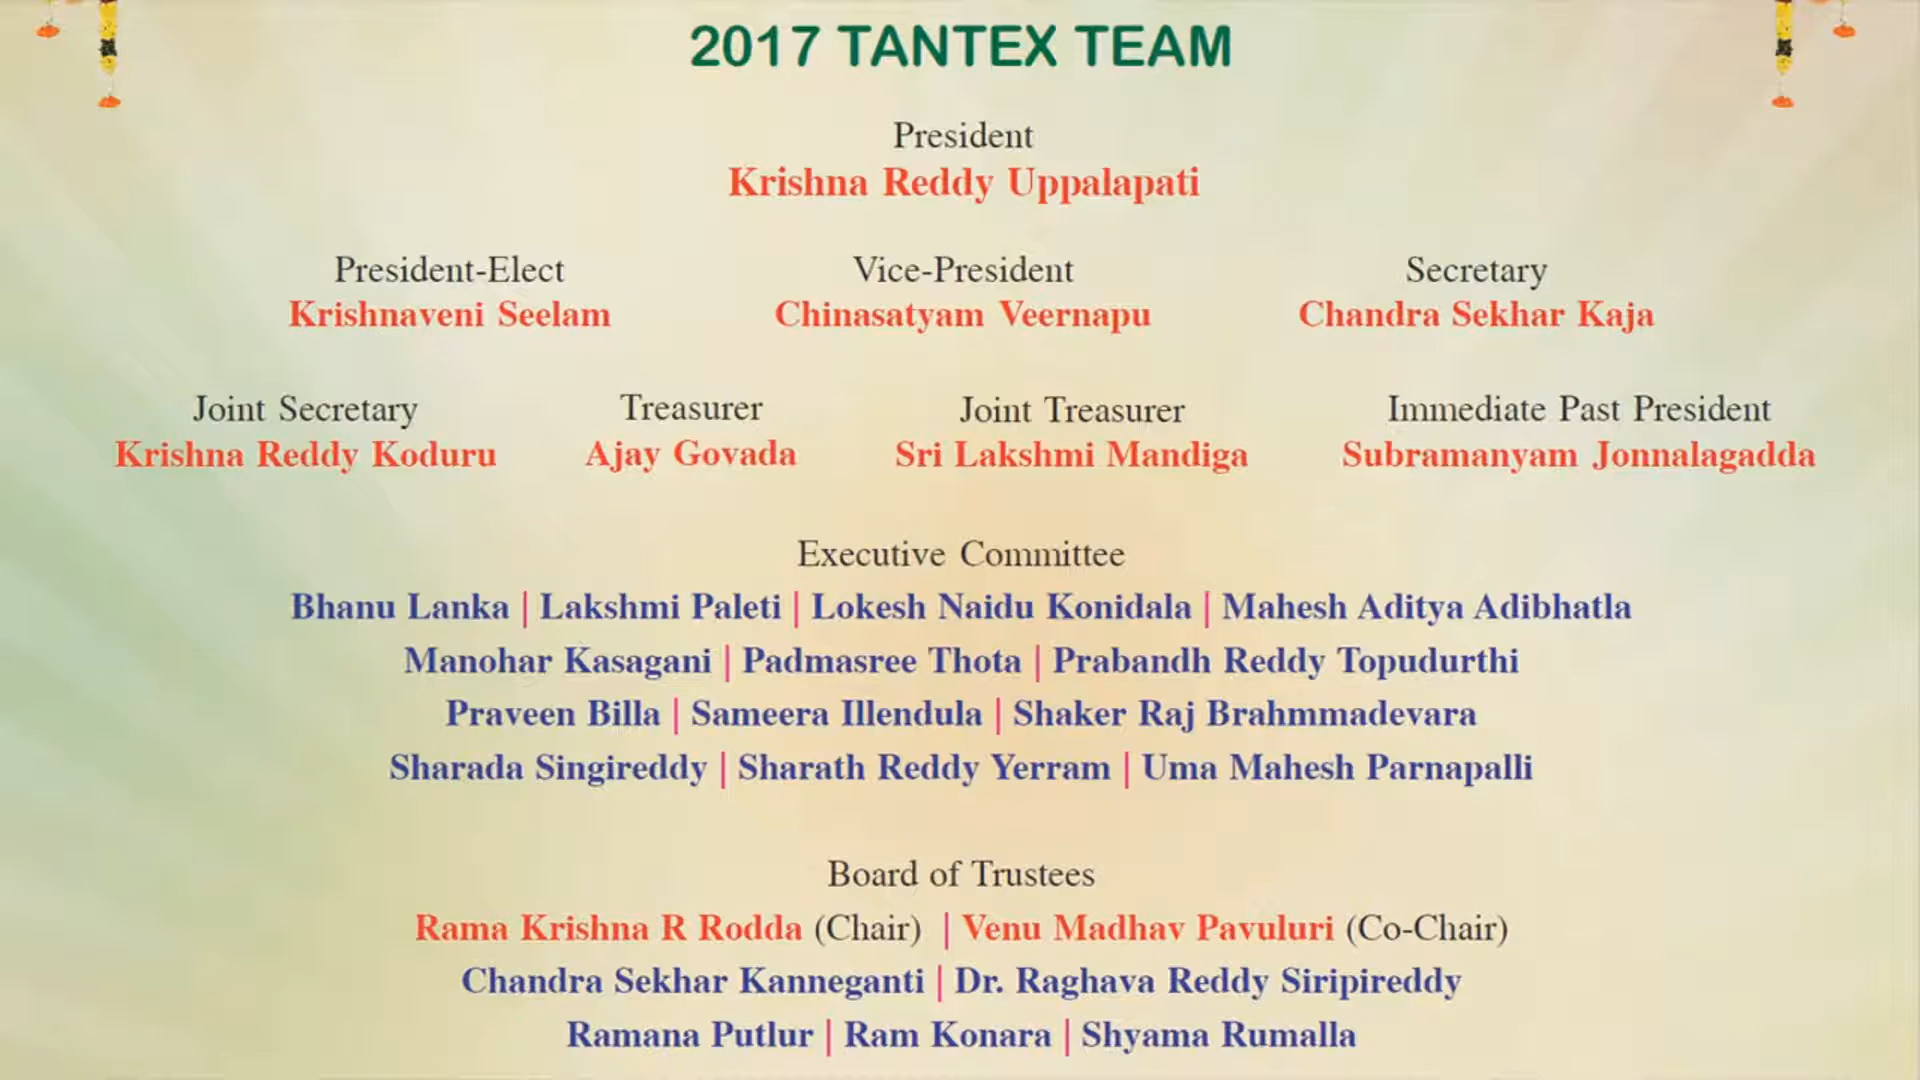 2017 TANTEX TEAM
President
Krishna Reddy Uppalapati
President-Elect Vice-President Secretary
Krishnaveni Seelam Chinasatyam Veernapu Chandra Sekhar Kaja
Joint Secretary Treasurer Joint Treasurer Immediate Past President
Krishna Reddy Koduru Ajay Govada Sri Lakshmi Mandiga Subramanyam Jonnalagadda
Executive Committee
Bhanu Lanka | Lakshmi Paleti | Lokesh Naidu Konidala | Mahesh Aditya Adibhatla
Manohar Kasagani | Padmasree Thota | Prabandh Reddy Topudurthi
Praveen Billa | Sameera Illendula | Shaker Raj Brahmmadevara
Sharada Singireddy | Sharath Reddy Yerram | Uma Mahesh Parnapalli
Board of Trustees
Rama Krishna R Rodda (Chair) | Venu Madhav Pavuluri (Co-Chair)
Chandra Sekhar Kanneganti | Dr. Raghava Reddy Siripireddy
Ramana Putlur | Ram Konara | Shyama Rumalla